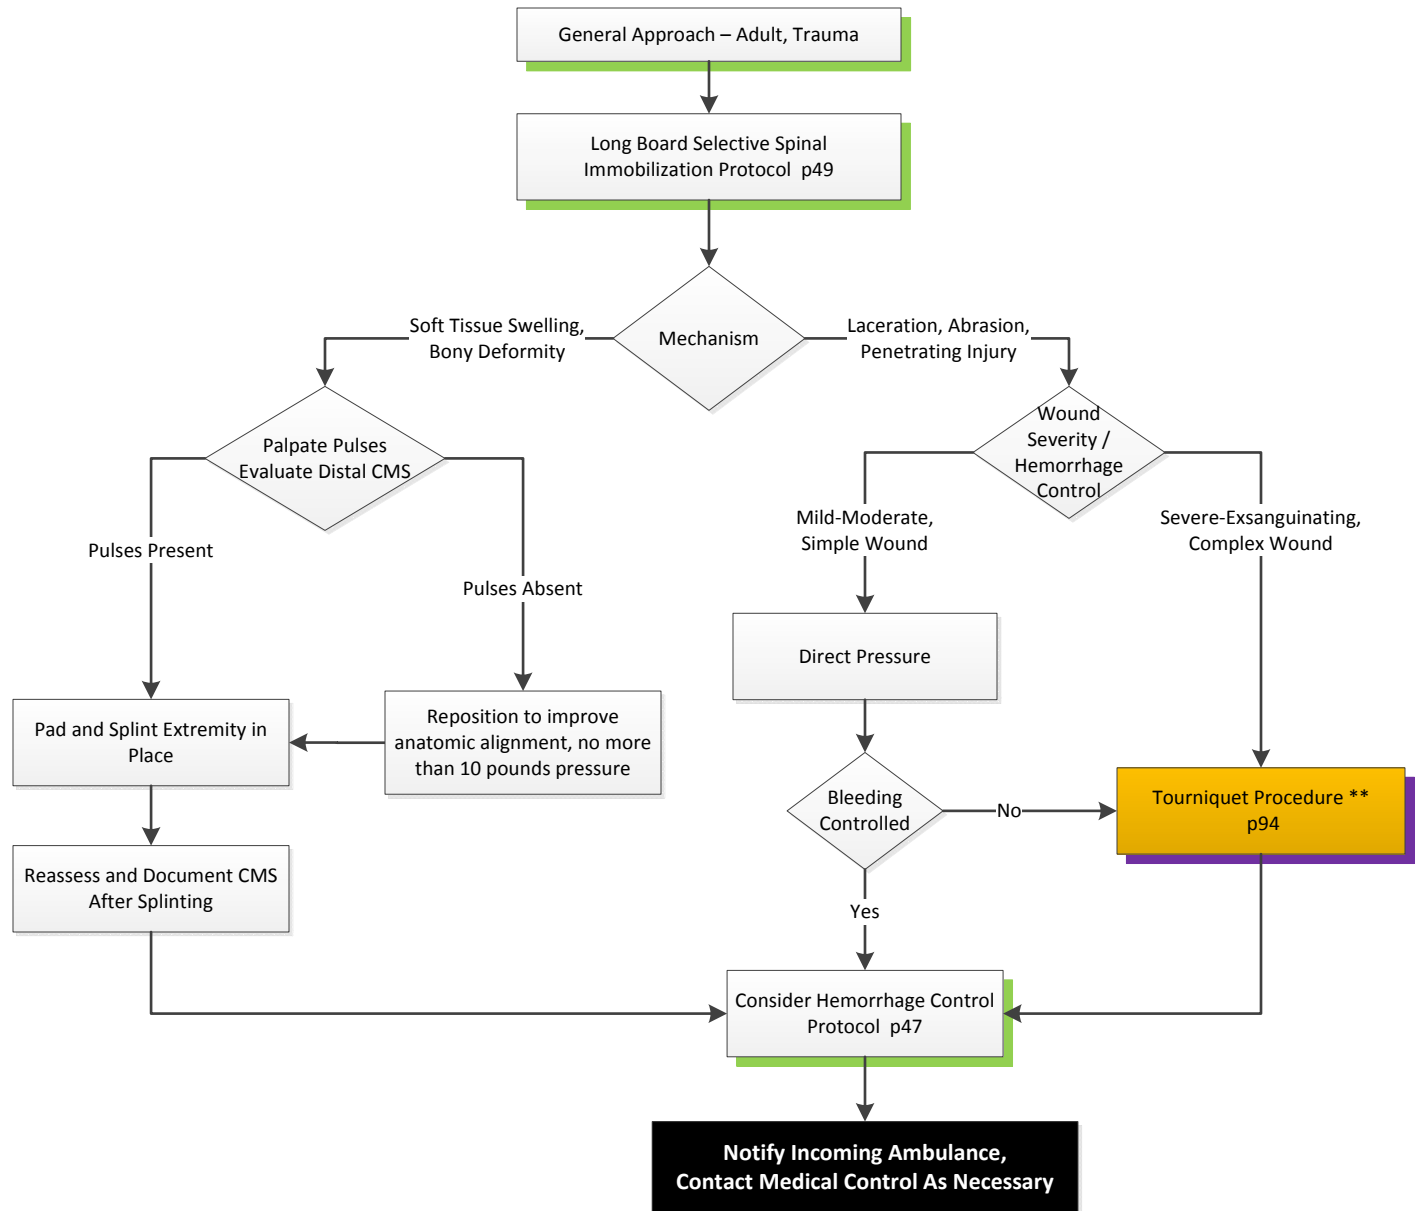 General Approach – Adult, Trauma
Long Board Selective Spinal
Immobilization Protocol  p49
Mechanism
Soft Tissue Swelling,
Bony Deformity
Laceration, Abrasion,
Penetrating Injury
Palpate Pulses
Evaluate Distal CMS
Wound
Severity /
Hemorrhage
Control
Pulses Present
Pulses Absent
Mild-Moderate,
Simple Wound
Severe-Exsanguinating,
Complex Wound
Direct Pressure
Pad and Splint Extremity in
Place
Reposition to improve
anatomic alignment, no more
than 10 pounds pressure
Bleeding
Controlled
No
Tourniquet Procedure **
p94
Reassess and Document CMS
After Splinting
Yes
Consider Hemorrhage Control
Protocol  p47
Notify Incoming Ambulance,
Contact Medical Control As Necessary